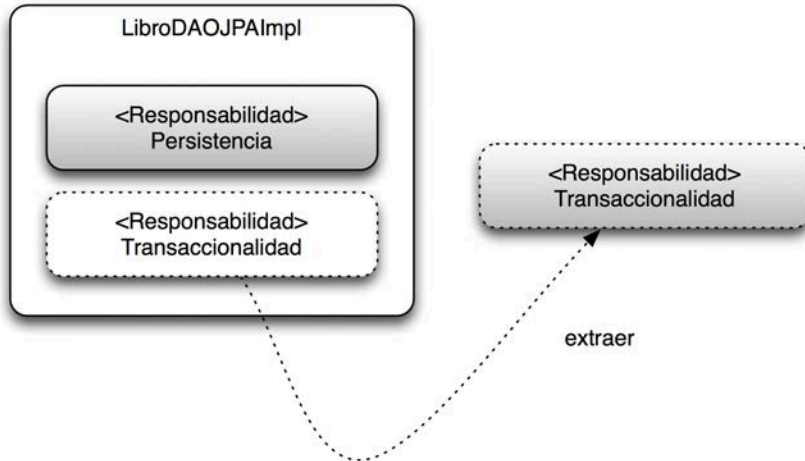 LibroDAOJPAImpl
<Responsabilidad>
Persistencia
<Responsabilidad>
Transaccionalidad
<Responsabilidad>
Transaccionalidad
extraer